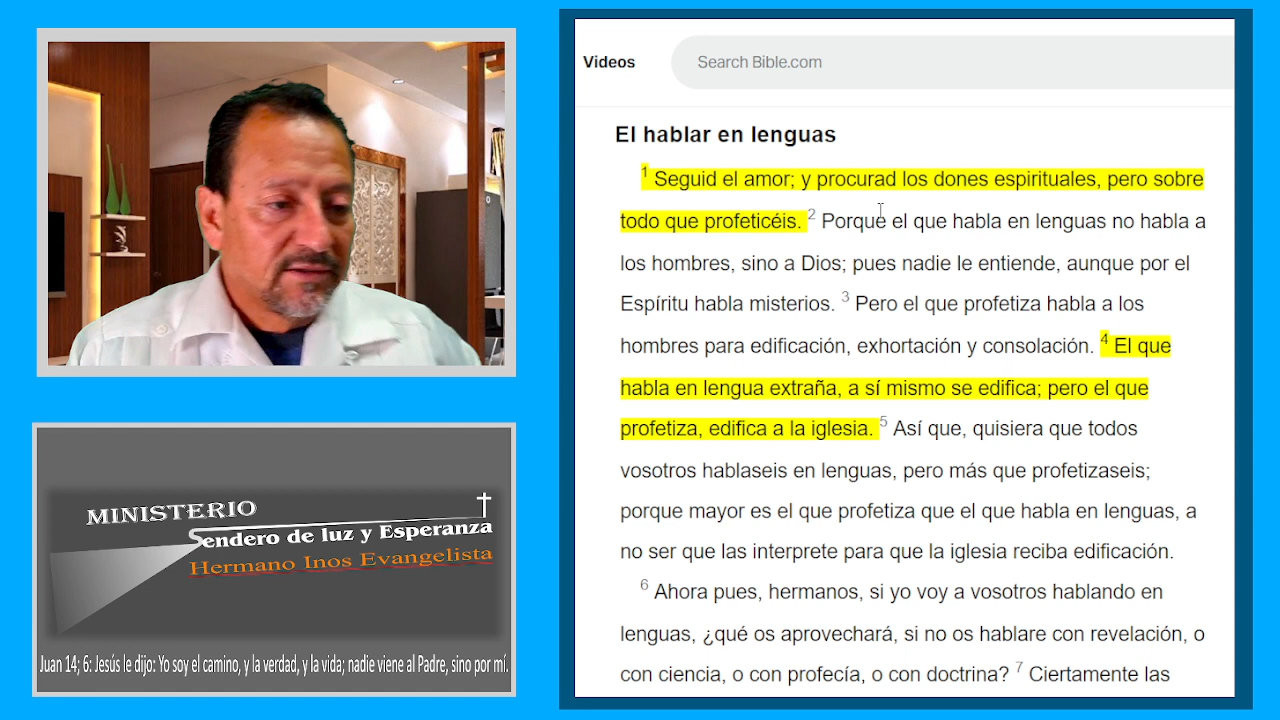 Videos
Search Bible.com
El hablar en lenguas
1 Seguid el amor; y procurad los dones espirituales, pero sobre
todo que profeticéis. 2 Porque el que habla en lenguas no habla a
los hombres, sino a Dios; pues nadie le entiende, aunque por el
Espíritu habla misterios. 3 Pero el que profetiza habla a los
hombres para edificación, exhortación y consolación. 4 El que
habla en lengua extraña, a sí mismo se edifica; pero el que
profetiza, edifica a la iglesia. 5 Así que, quisiera que todos
vosotros hablaseis en lenguas, pero más que profetizaseis;
porque mayor es el que profetiza que el que habla en lenguas, a
no ser que las interprete para que la iglesia reciba edificación.
6 Ahora pues, hermanos, si yo voy a vosotros hablando en
lenguas, ¿qué os aprovechará, si no os hablare con revelación, o
con ciencia, o con profecía, o con doctrina? 7 Ciertamente las
MINISTERIO
Sendero de luz y Esperanza
Hermano Inos Evangelista
Juan 14; 6: Jesús le dijo: Yo soy el camino, y la verdad, y la vida; nadie viene al Padre, sino por mí.